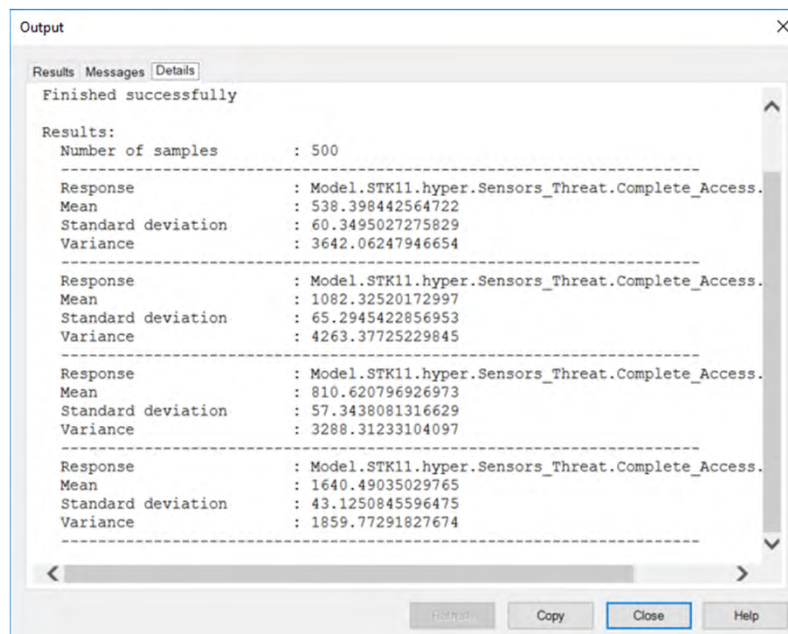 Output
Results Messages Details
Finished successfully
Results:
Number of samples : 500
----------------------------------------------------------------------
Response : Model.STK11.hyper.Sensors_Threat.Complete_Access.
Mean : 538.398442564722
Standard deviation : 60.3495027275829
Variance : 3642.06247946654
----------------------------------------------------------------------
Response : Model.STK11.hyper.Sensors_Threat.Complete_Access.
Mean : 1082.32520172997
Standard deviation : 65.2945422856953
Variance : 4263.37725229845
----------------------------------------------------------------------
Response : Model.STK11.hyper.Sensors_Threat.Complete_Access.
Mean : 810.620796926973
Standard deviation : 57.3438081316629
Variance : 3288.31233104097
----------------------------------------------------------------------
Response : Model.STK11.hyper.Sensors_Threat.Complete_Access.
Mean : 1640.49035029765
Standard deviation : 43.1250845596475
Variance : 1859.77291827674
----------------------------------------------------------------------
Copy Close Help